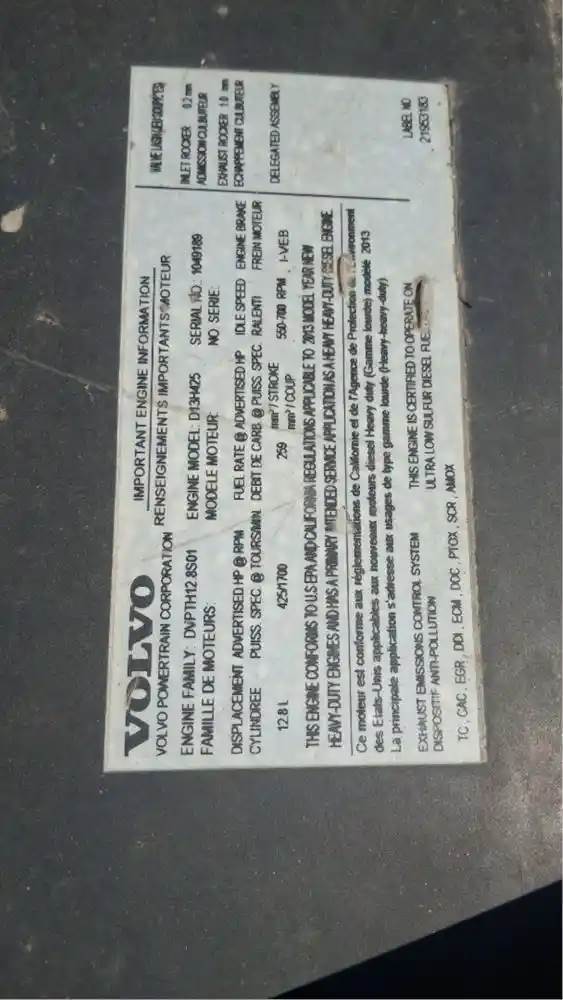 VOLVO
IMPORTANT ENGINE INFORMATION
VOLVO POWERTRAIN CORPORATION RENSEIGNEMENTS IMPORTANTS MOTEUR
ENGINE FAMILY: DVPTH12.8S01 ENGINE MODEL: D13H425 SERIAL NO.: 1049189
FAMILLE DE MOTEURS: MODELE MOTEUR: NO. SERIE:
DISPLACEMENT ADVERTISED HP @ RPM FUEL RATE @ ADVERTISED HP IDLE SPEED ENGINE BRAKE
CYLINDREE PUISS. SPEC. @ TOURS/MIN. DEBIT DE CARB. @ PUISS. SPEC. RALENTI FREIN MOTEUR
12.8 L 425/1700 259 mm³/STROKE 550-700 RPM , I-VEB
mm³/COUP
THIS ENGINE CONFORMS TO U.S EPA AND CALIFORNIA REGULATIONS APPLICABLE TO 2013 MODEL YEAR NEW
HEAVY-DUTY ENGINES AND HAS A PRIMARY INTENDED SERVICE APPLICATION AS A HEAVY HEAVY-DUTY DIESEL ENGINE.
Ce moteur est conforme aux réglementations de Californie et de l'Agence de Protection de l'Environment
des Etats-Unis applicables aux nouveaux moteurs diesel Heavy duty (Gamme lourde) modèle 2013
La principale application s'adresse aux usages de type gamme lourde (Heavy-heavy-duty)
EXHAUST EMISSIONS CONTROL SYSTEM THIS ENGINE IS CERTIFIED TO OPERATE ON
DISPOSITIF ANTI-POLLUTION ULTRA LOW SULFUR DIESEL FUEL
TC , CAC , EGR , DDI , ECM , DOC , PTOX , SCR , AMOX
INLET ROCKER 0.2 mm
ADMISSION CULBUTEUR
EXHAUST ROCKER 1.0 mm
ECHAPPEMENT CULBUTEUR
DELEGATED ASSEMBLY
LABEL NO
21953183